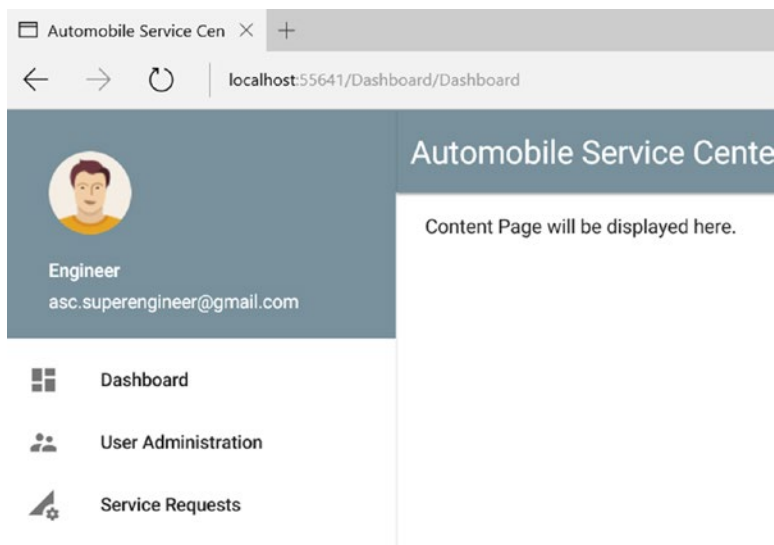 Automobile Service Cen
localhost:55641/Dashboard/Dashboard
Automobile Service Cente
Engineer
asc.superengineer@gmail.com
Content Page will be displayed here.
Dashboard
User Administration
Service Requests